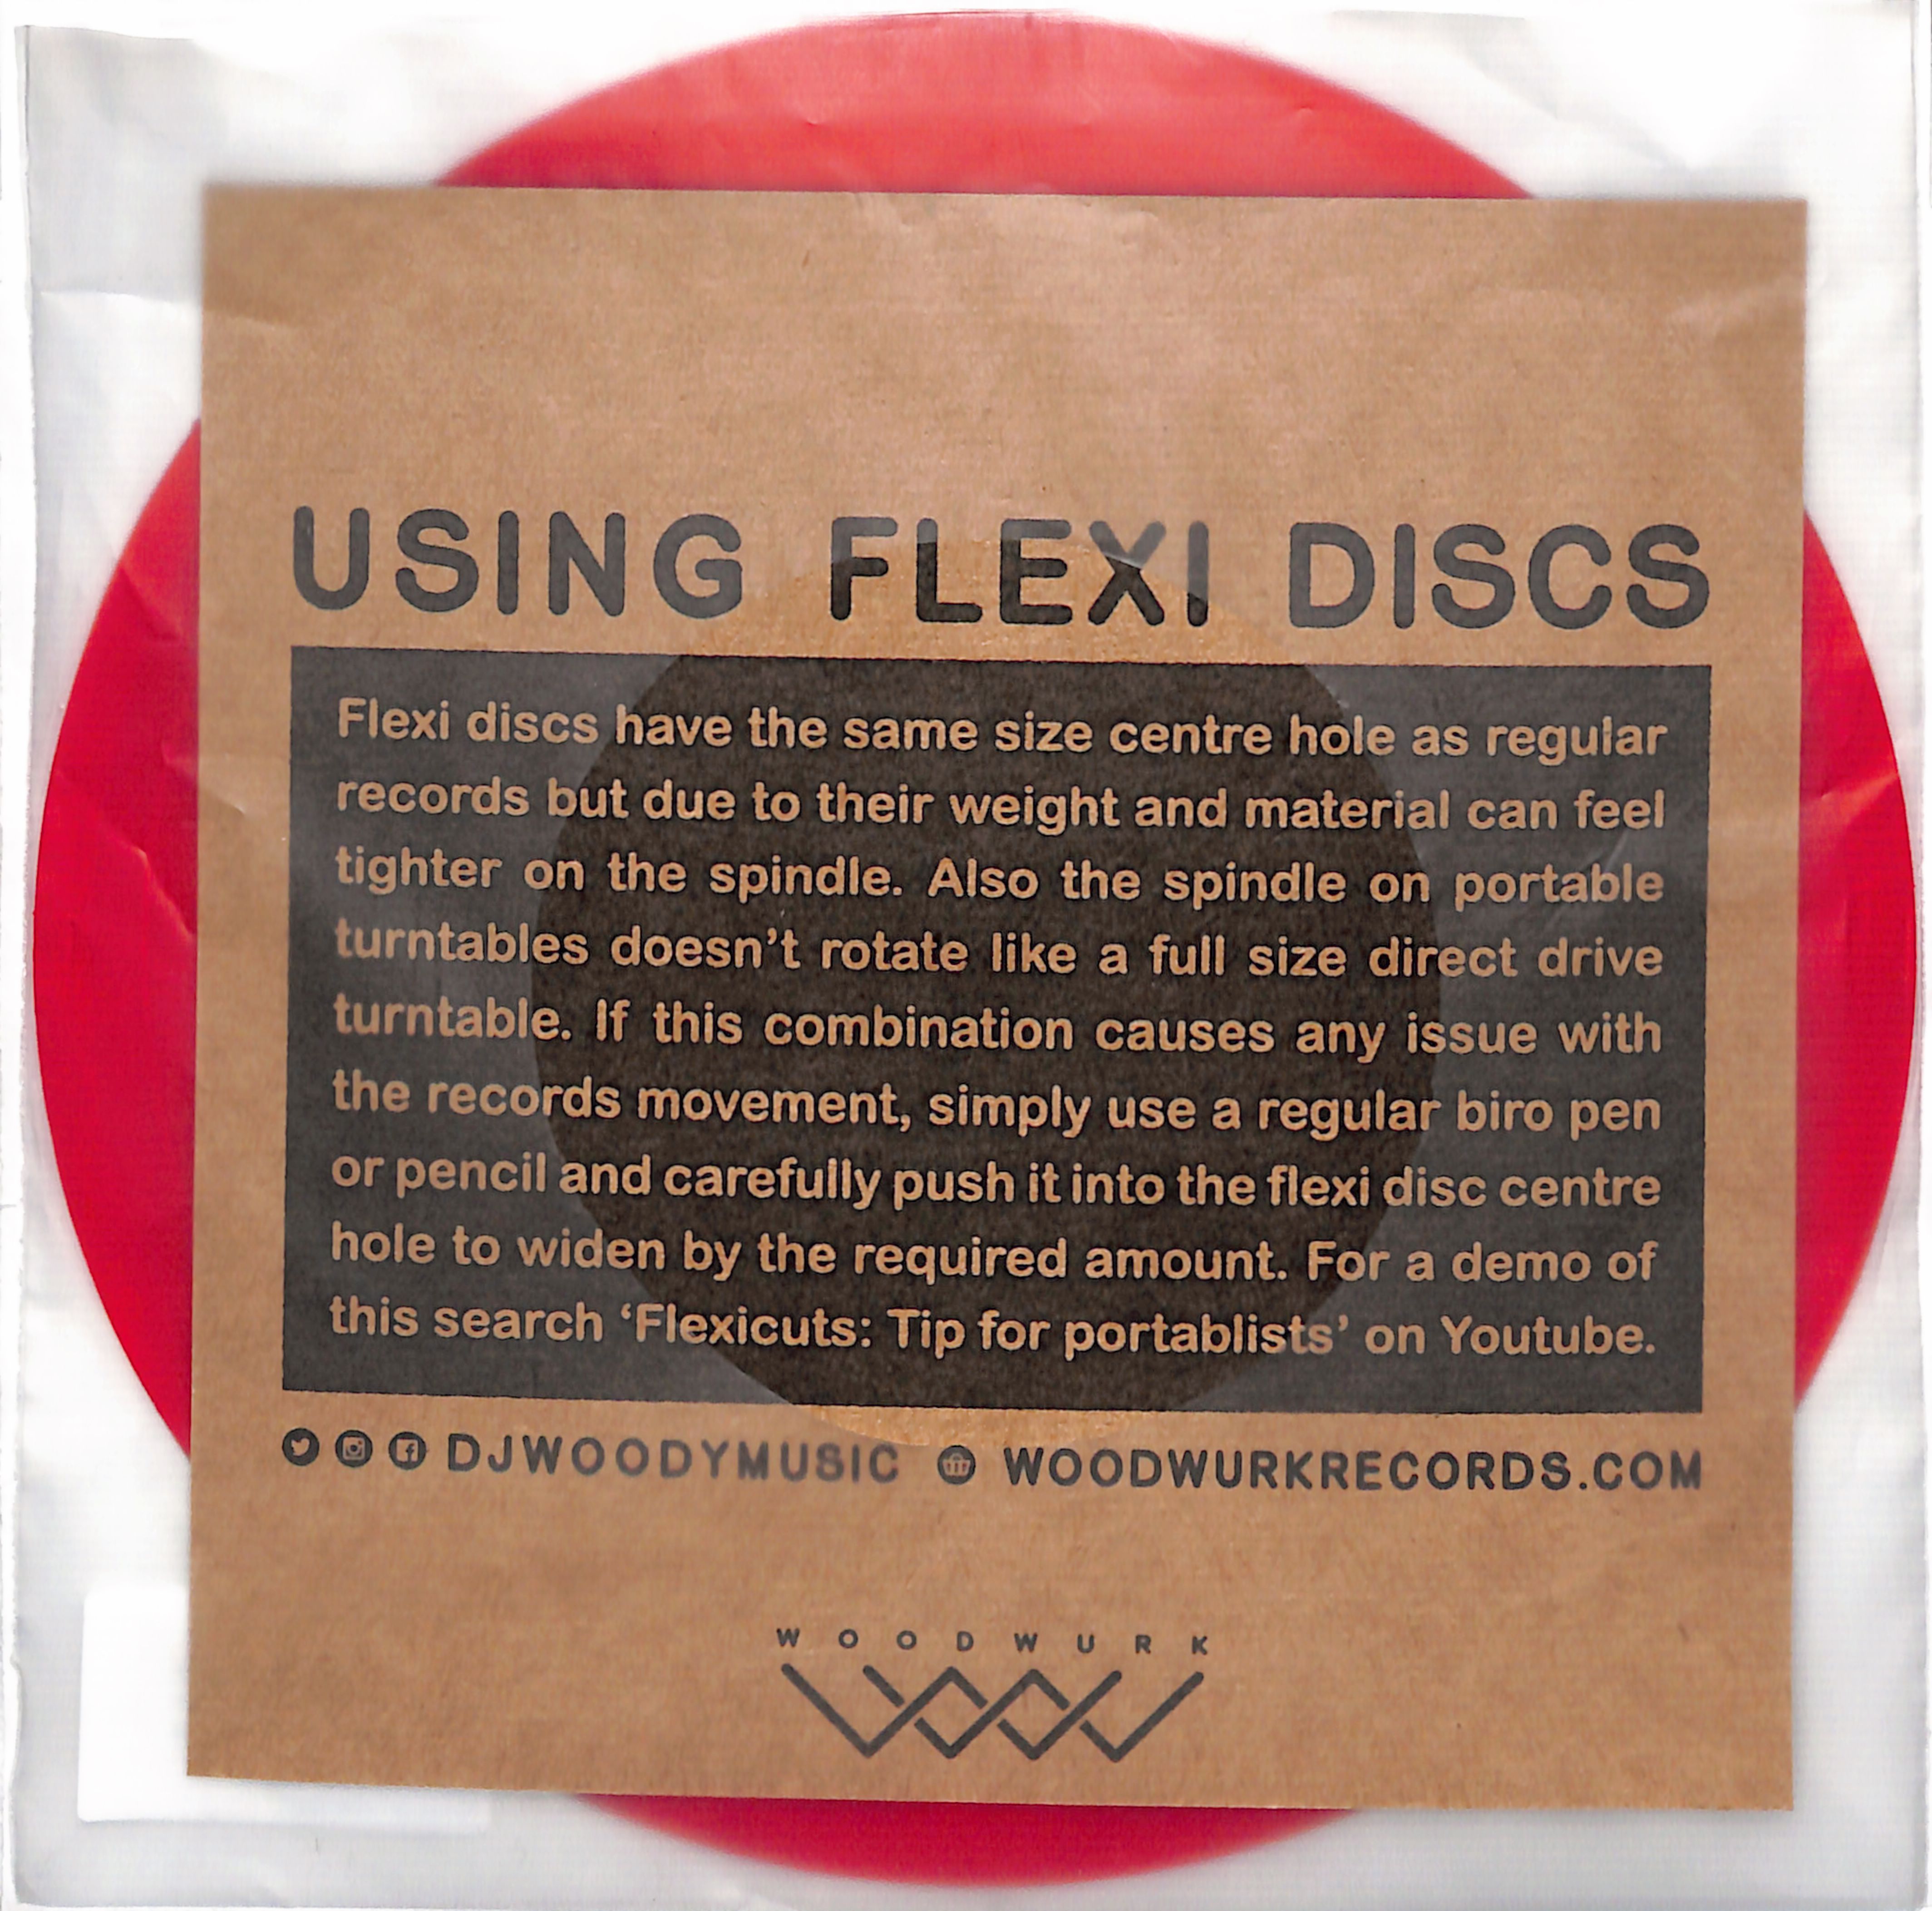 USING FLEXI DISCS
Flexi discs have the same size centre hole as regular
records but due to their weight and material can feel
tighter on the spindle. Also the spindle on portable
turntables doesn’t rotate like a full size direct drive
turntable. If this combination causes any issue with
the records movement, simply use a regular biro pen
or pencil and carefully push it into the flexi disc centre
hole to widen by the required amount. For a demo of
this search ‘Flexicuts: Tip for portablists’ on Youtube.
DJWOODYMUSIC WOODWURKRECORDS.COM
WOODWURK